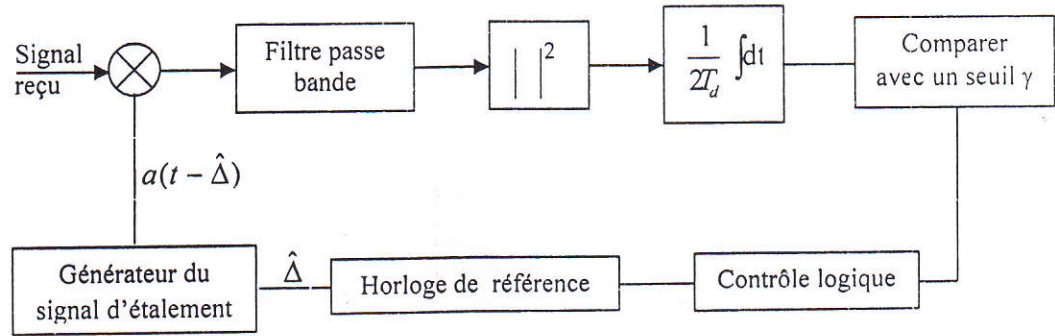 Signal
reçu
Filtre passe
bande
| |²
1/2T_d ∫dt
Comparer
avec un seuil γ
a(t − Δ̂)
Générateur du
signal d'étalement
Δ̂
Horloge de référence
Contrôle logique